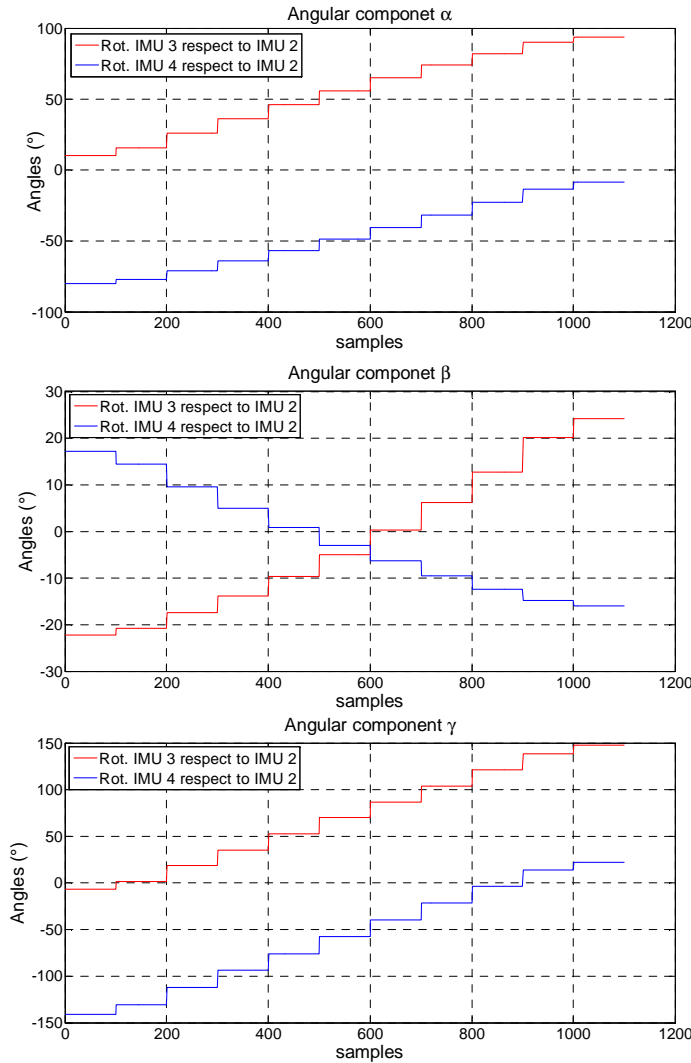 Angular componet α
100
Rot. IMU 3 respect to IMU 2
Rot. IMU 4 respect to IMU 2
50
0
-50
-100
Angles (°)
0 200 400 600 800 1000 1200
samples
Angular componet β
30
Rot. IMU 3 respect to IMU 2
Rot. IMU 4 respect to IMU 2
20
10
0
-10
-20
-30
Angles (°)
0 200 400 600 800 1000 1200
samples
Angular component γ
150
Rot. IMU 3 respect to IMU 2
Rot. IMU 4 respect to IMU 2
100
50
0
-50
-100
-150
Angles (°)
0 200 400 600 800 1000 1200
samples